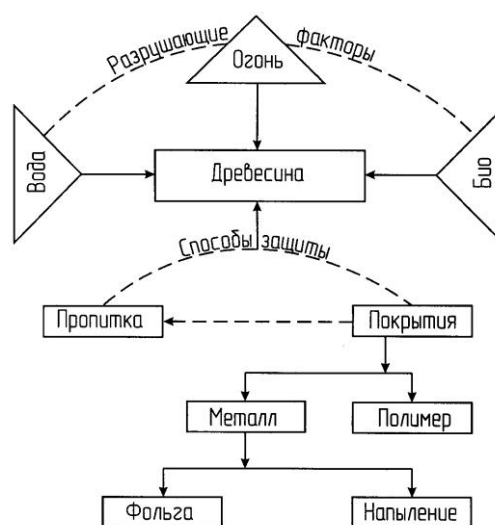 Разрушающие факторы
Огонь
Вода
Древесина
Био
Способы защиты
Пропитка
Покрытия
Металл
Полимер
Фольга
Напыление